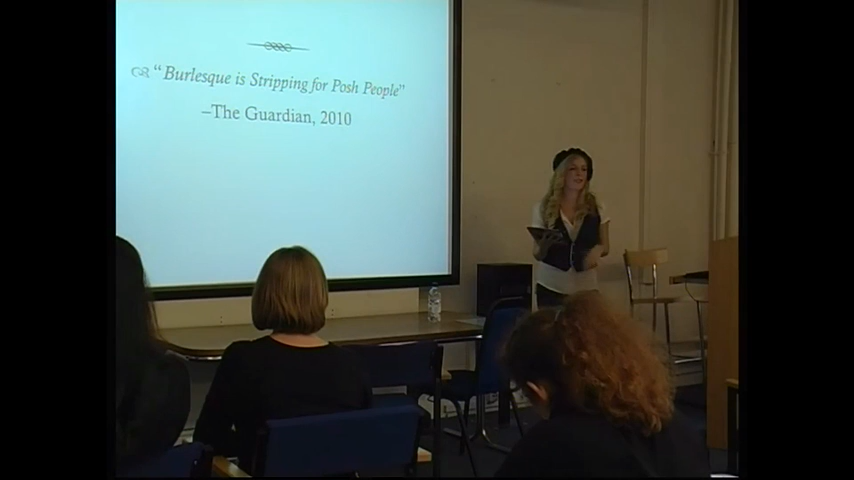 “Burlesque is Stripping for Posh People”
–The Guardian, 2010